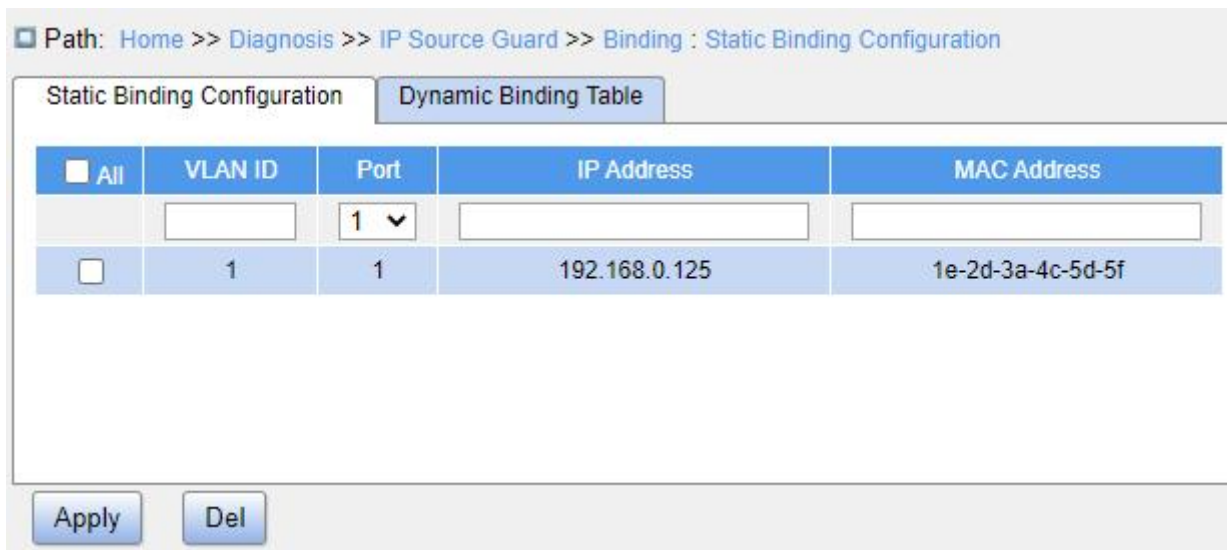 Path: Home >> Diagnosis >> IP Source Guard >> Binding : Static Binding Configuration
Static Binding Configuration Dynamic Binding Table
All VLAN ID Port IP Address MAC Address
1
1 1 192.168.0.125 1e-2d-3a-4c-5d-5f
Apply Del